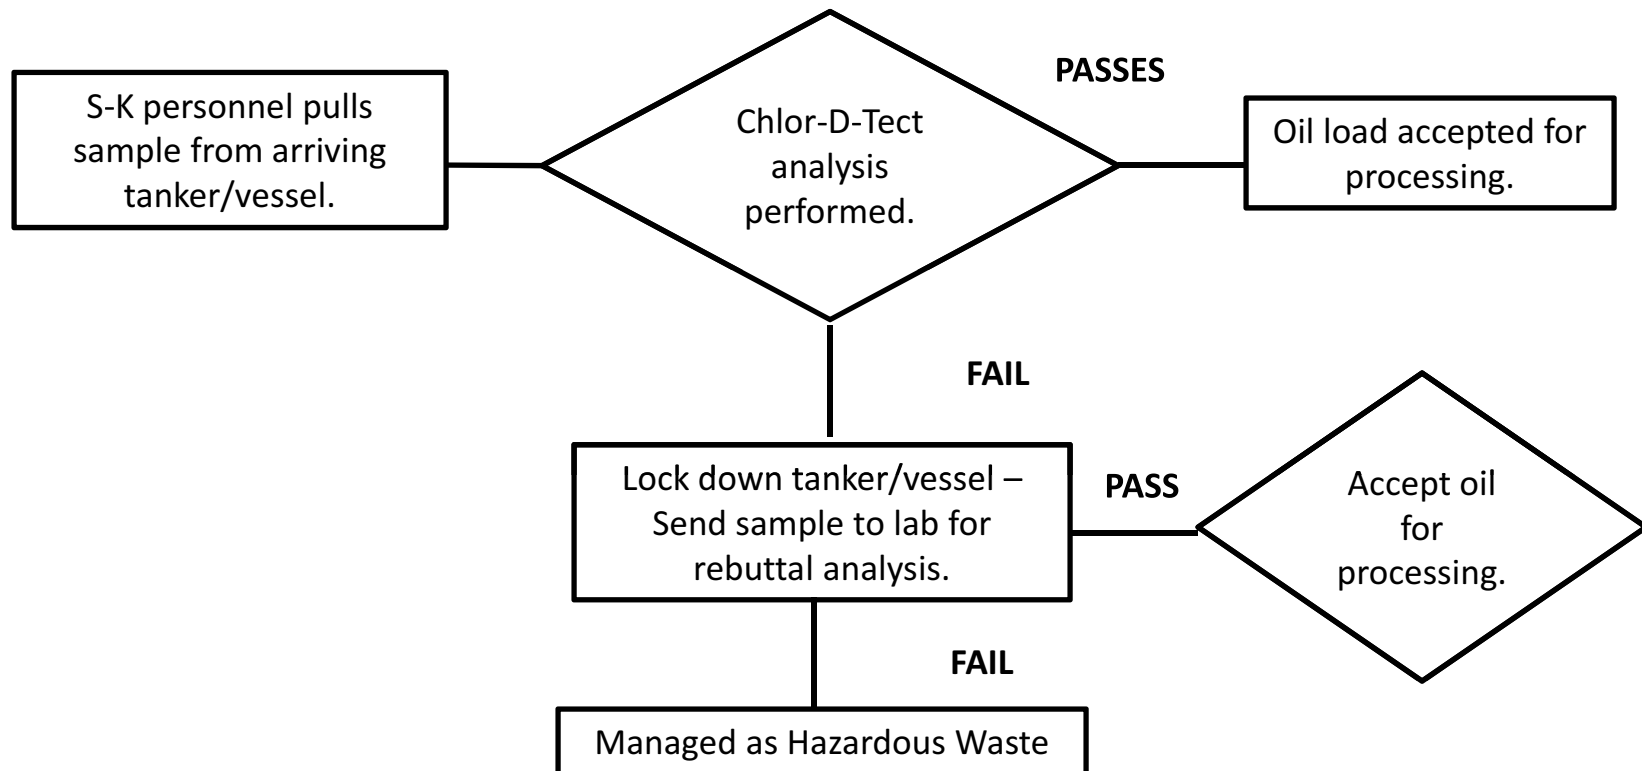 S-K personnel pulls
sample from arriving
tanker/vessel.
Chlor-D-Tect
analysis
performed.
PASSES
Oil load accepted for
processing.
FAIL
Lock down tanker/vessel –
Send sample to lab for
rebuttal analysis.
PASS
Accept oil
for
processing.
FAIL
Managed as Hazardous Waste